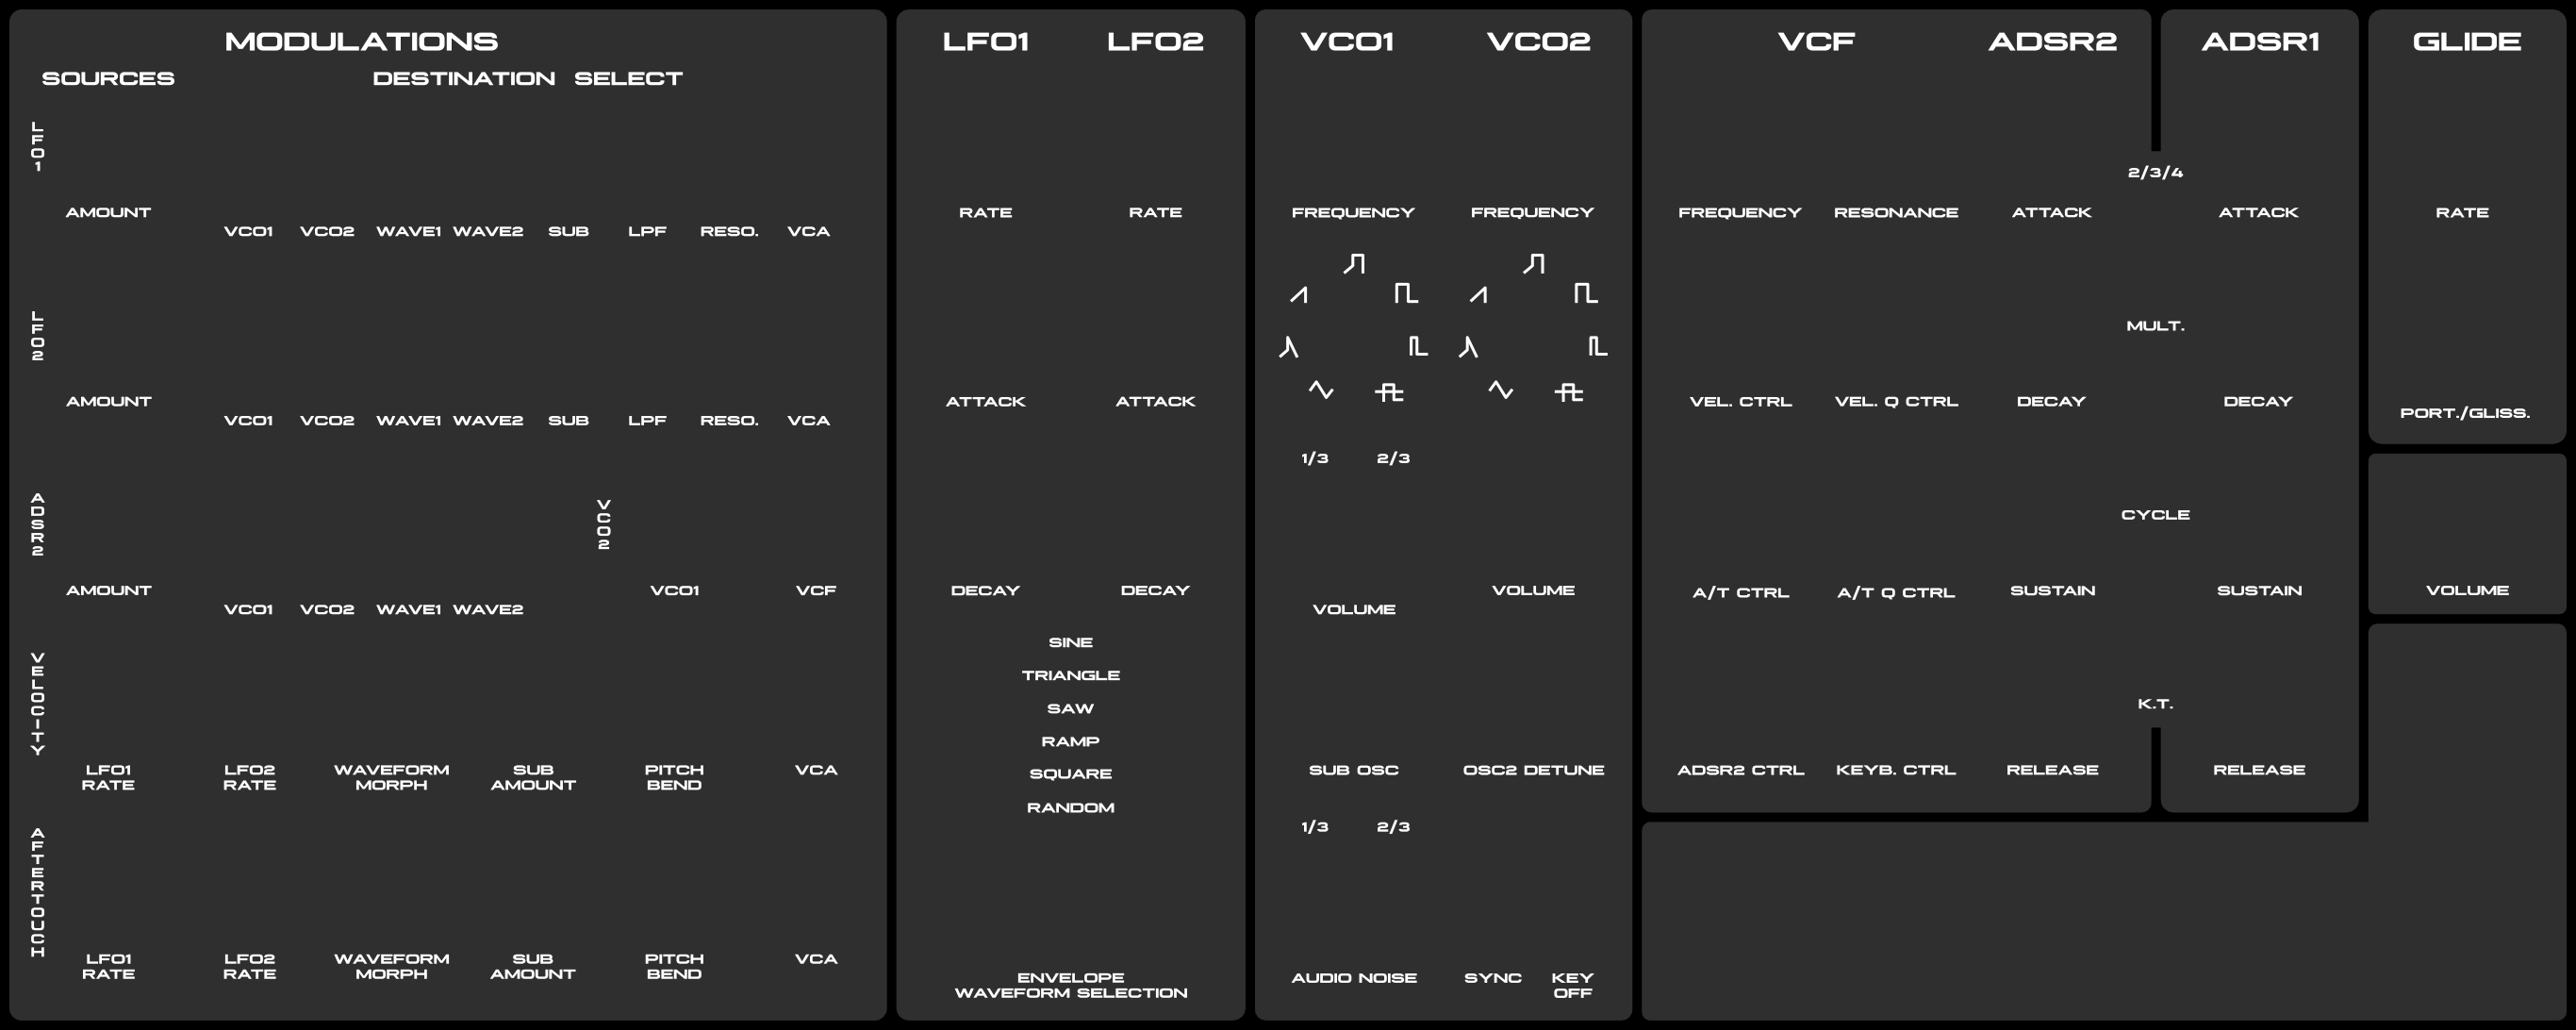 MODULATIONS
SOURCES DESTINATION SELECT
LFO1
AMOUNT
VCO1 VCO2 WAVE1 WAVE2 SUB LPF RESO. VCA
LFO2
AMOUNT
VCO1 VCO2 WAVE1 WAVE2 SUB LPF RESO. VCA
ADSR2
VCO2
AMOUNT VCO1 VCF
VCO1 VCO2 WAVE1 WAVE2
VELOCITY
LFO1 LFO2 WAVEFORM SUB PITCH VCA
RATE RATE MORPH AMOUNT BEND
AFTERTOUCH
LFO1 LFO2 WAVEFORM SUB PITCH VCA
RATE RATE MORPH AMOUNT BEND
LFO1 LFO2
RATE RATE
ATTACK ATTACK
DECAY DECAY
SINE
TRIANGLE
SAW
RAMP
SQUARE
RANDOM
ENVELOPE
WAVEFORM SELECTION
VCO1 VCO2
FREQUENCY FREQUENCY
1/3 2/3
VOLUME
VOLUME
SUB OSC OSC2 DETUNE
1/3 2/3
AUDIO NOISE SYNC KEY
OFF
VCF ADSR2 ADSR1
2/3/4
FREQUENCY RESONANCE ATTACK ATTACK
MULT.
VEL. CTRL VEL. Q CTRL DECAY DECAY
CYCLE
A/T CTRL A/T Q CTRL SUSTAIN SUSTAIN
K.T.
ADSR2 CTRL KEYB. CTRL RELEASE RELEASE
GLIDE
RATE
PORT./GLISS.
VOLUME